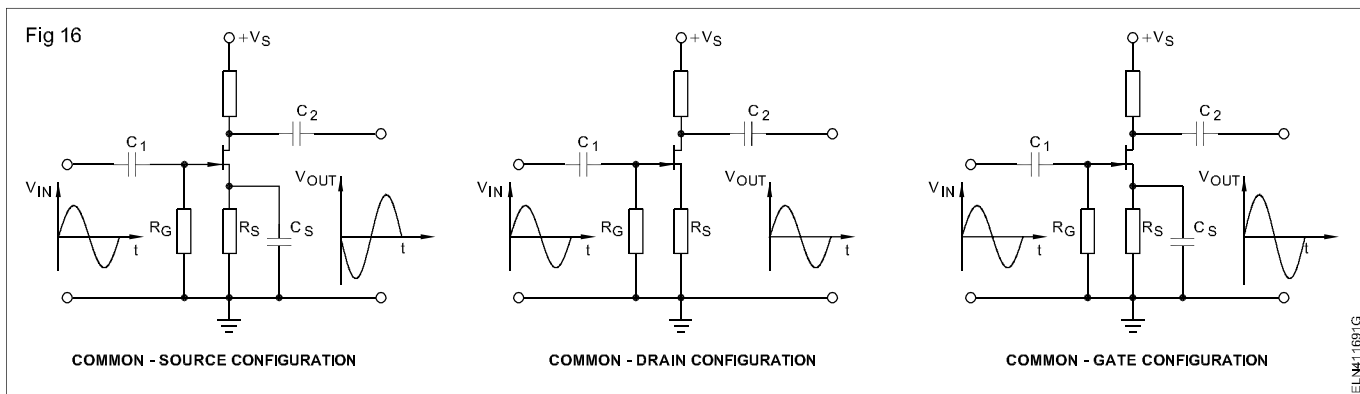 Fig 16
+VS
C2
C1
VIN
VOUT
RG
RS
CS
t
t
COMMON - SOURCE CONFIGURATION
+VS
C2
C1
VIN
VOUT
RG
RS
t
t
COMMON - DRAIN CONFIGURATION
+VS
C2
C1
VIN
VOUT
RG
RS
CS
t
t
COMMON - GATE CONFIGURATION
ELN411691G